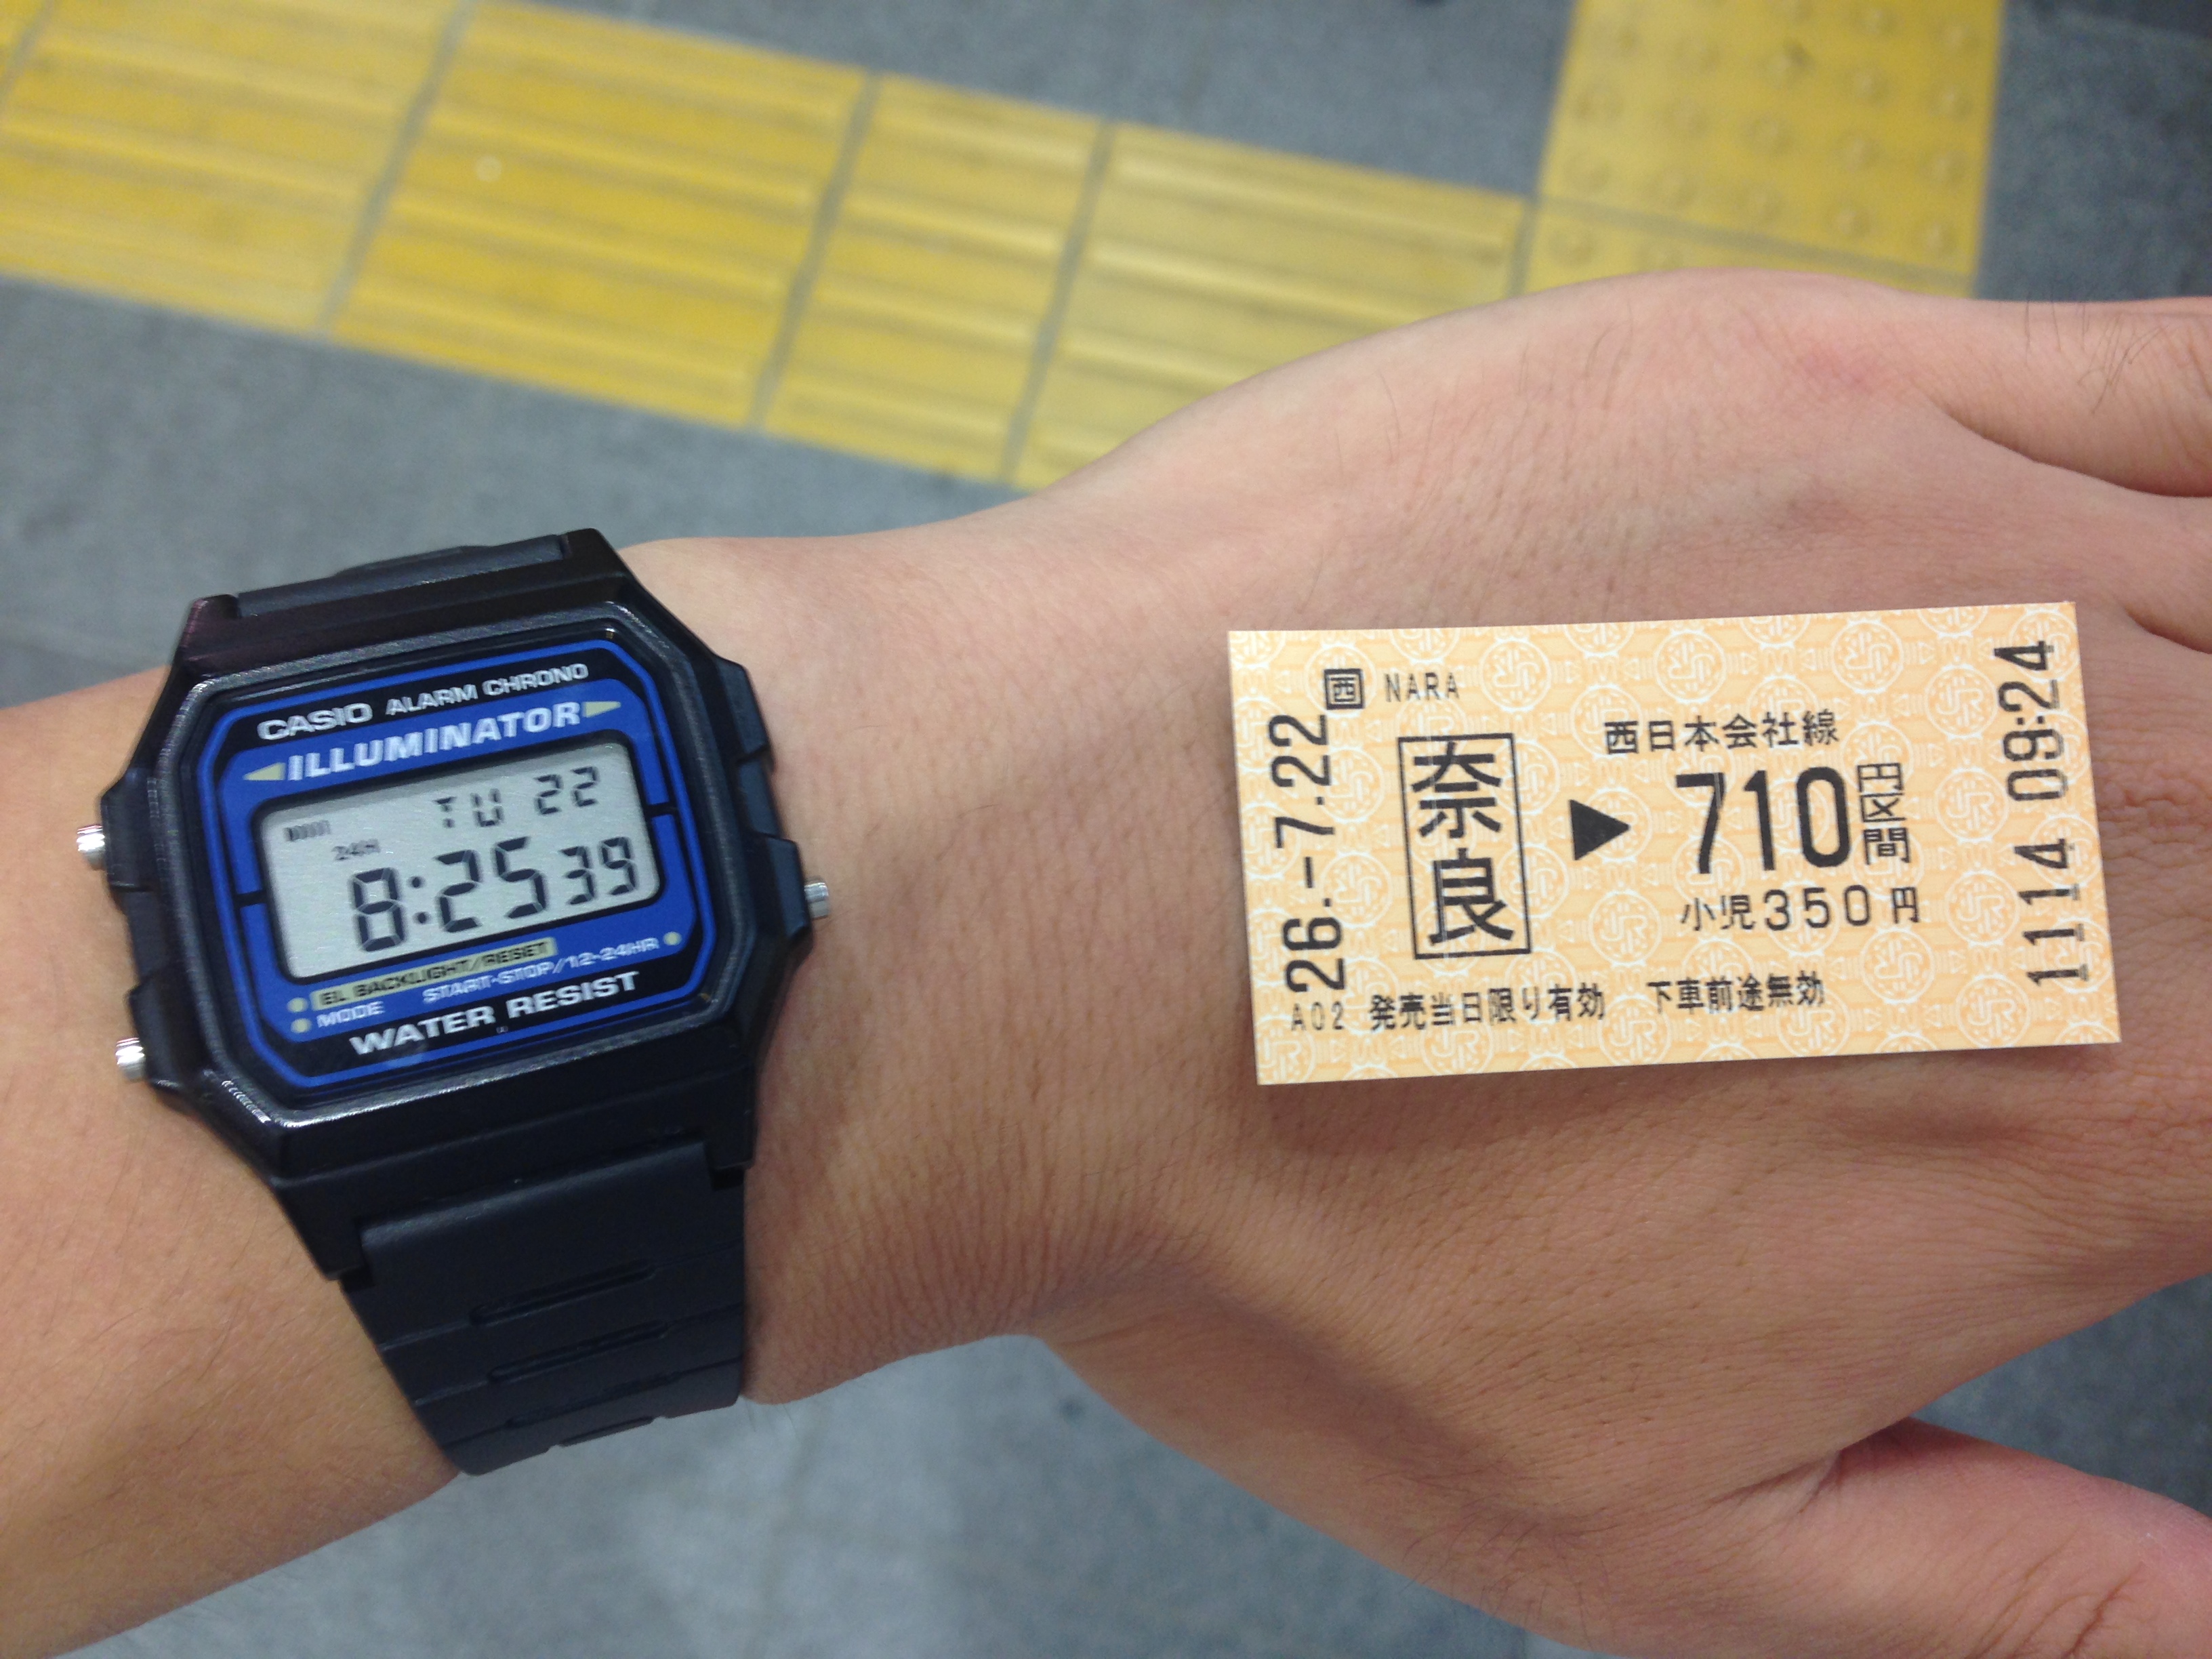 CASIO ALARM CHRONO
ILLUMINATOR
TU 22
24H
8:25 39
EL BACKLIGHT/RESET
MODE START•STOP//12•24HR
WATER RESIST
26.-7.22
西 NARA
西日本会社線
奈良 ▶ 710円区間
小児350円
A02 発売当日限り有効 下車前途無効
1114 09:24